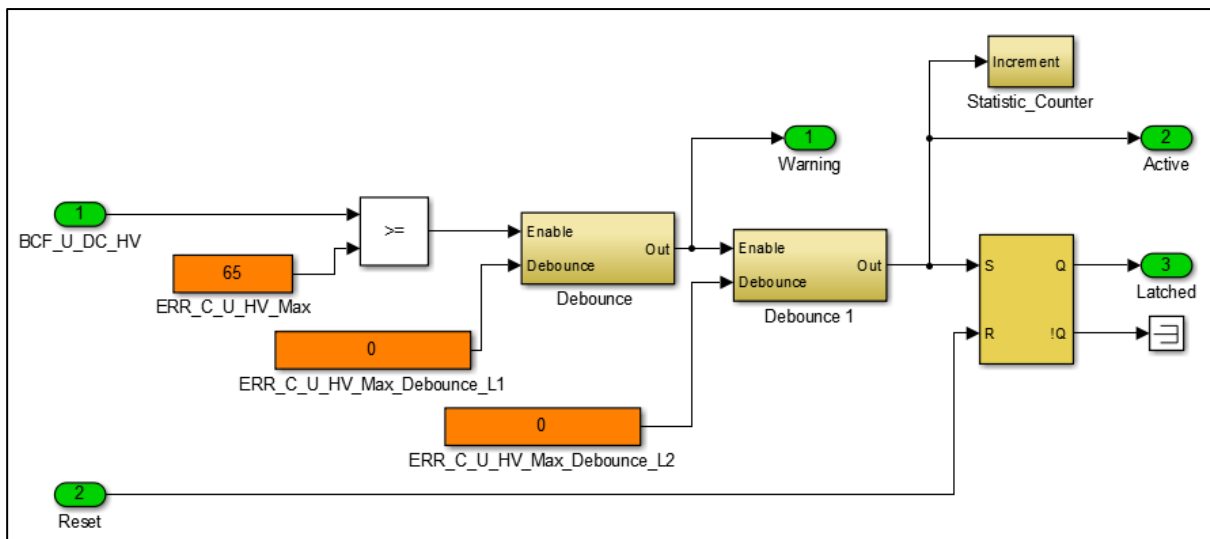 Increment
Statistic_Counter
1
Warning
2
Active
1
BCF_U_DC_HV
>=
65
ERR_C_U_HV_Max
Enable
Debounce
Out
Debounce
Enable
Debounce
Out
Debounce 1
S
R
Q
!Q
3
Latched
0
ERR_C_U_HV_Max_Debounce_L1
0
ERR_C_U_HV_Max_Debounce_L2
2
Reset